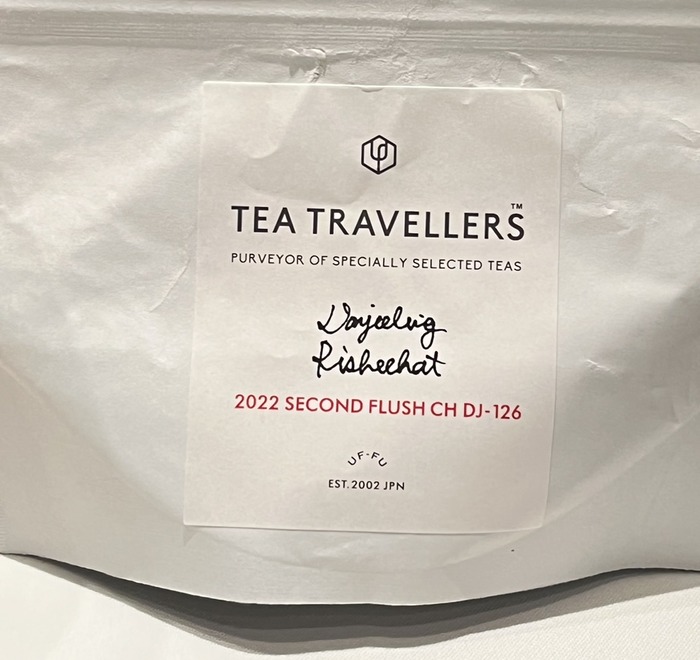 TEA TRAVELLERS™
PURVEYOR OF SPECIALLY SELECTED TEAS
Darjeeling
Risheehat
2022 SECOND FLUSH CH DJ-126
UF-FU
EST.2002 JPN